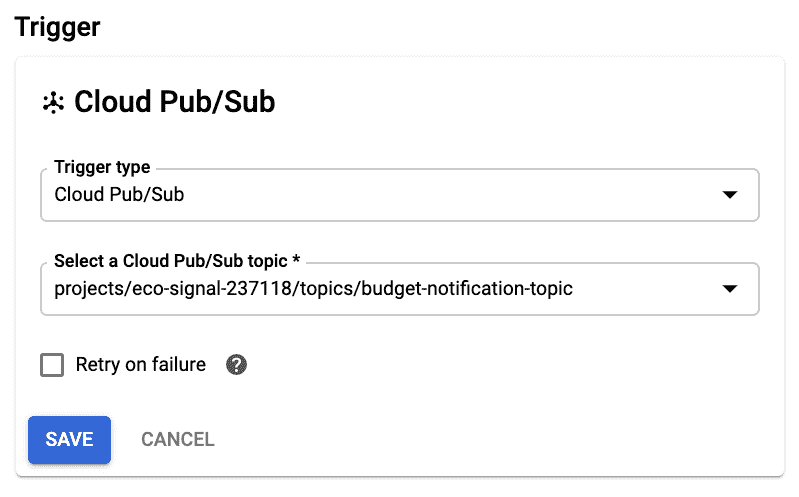 Trigger
Cloud Pub/Sub
Trigger type
Cloud Pub/Sub
Select a Cloud Pub/Sub topic *
projects/eco-signal-237118/topics/budget-notification-topic
Retry on failure ?
SAVE CANCEL